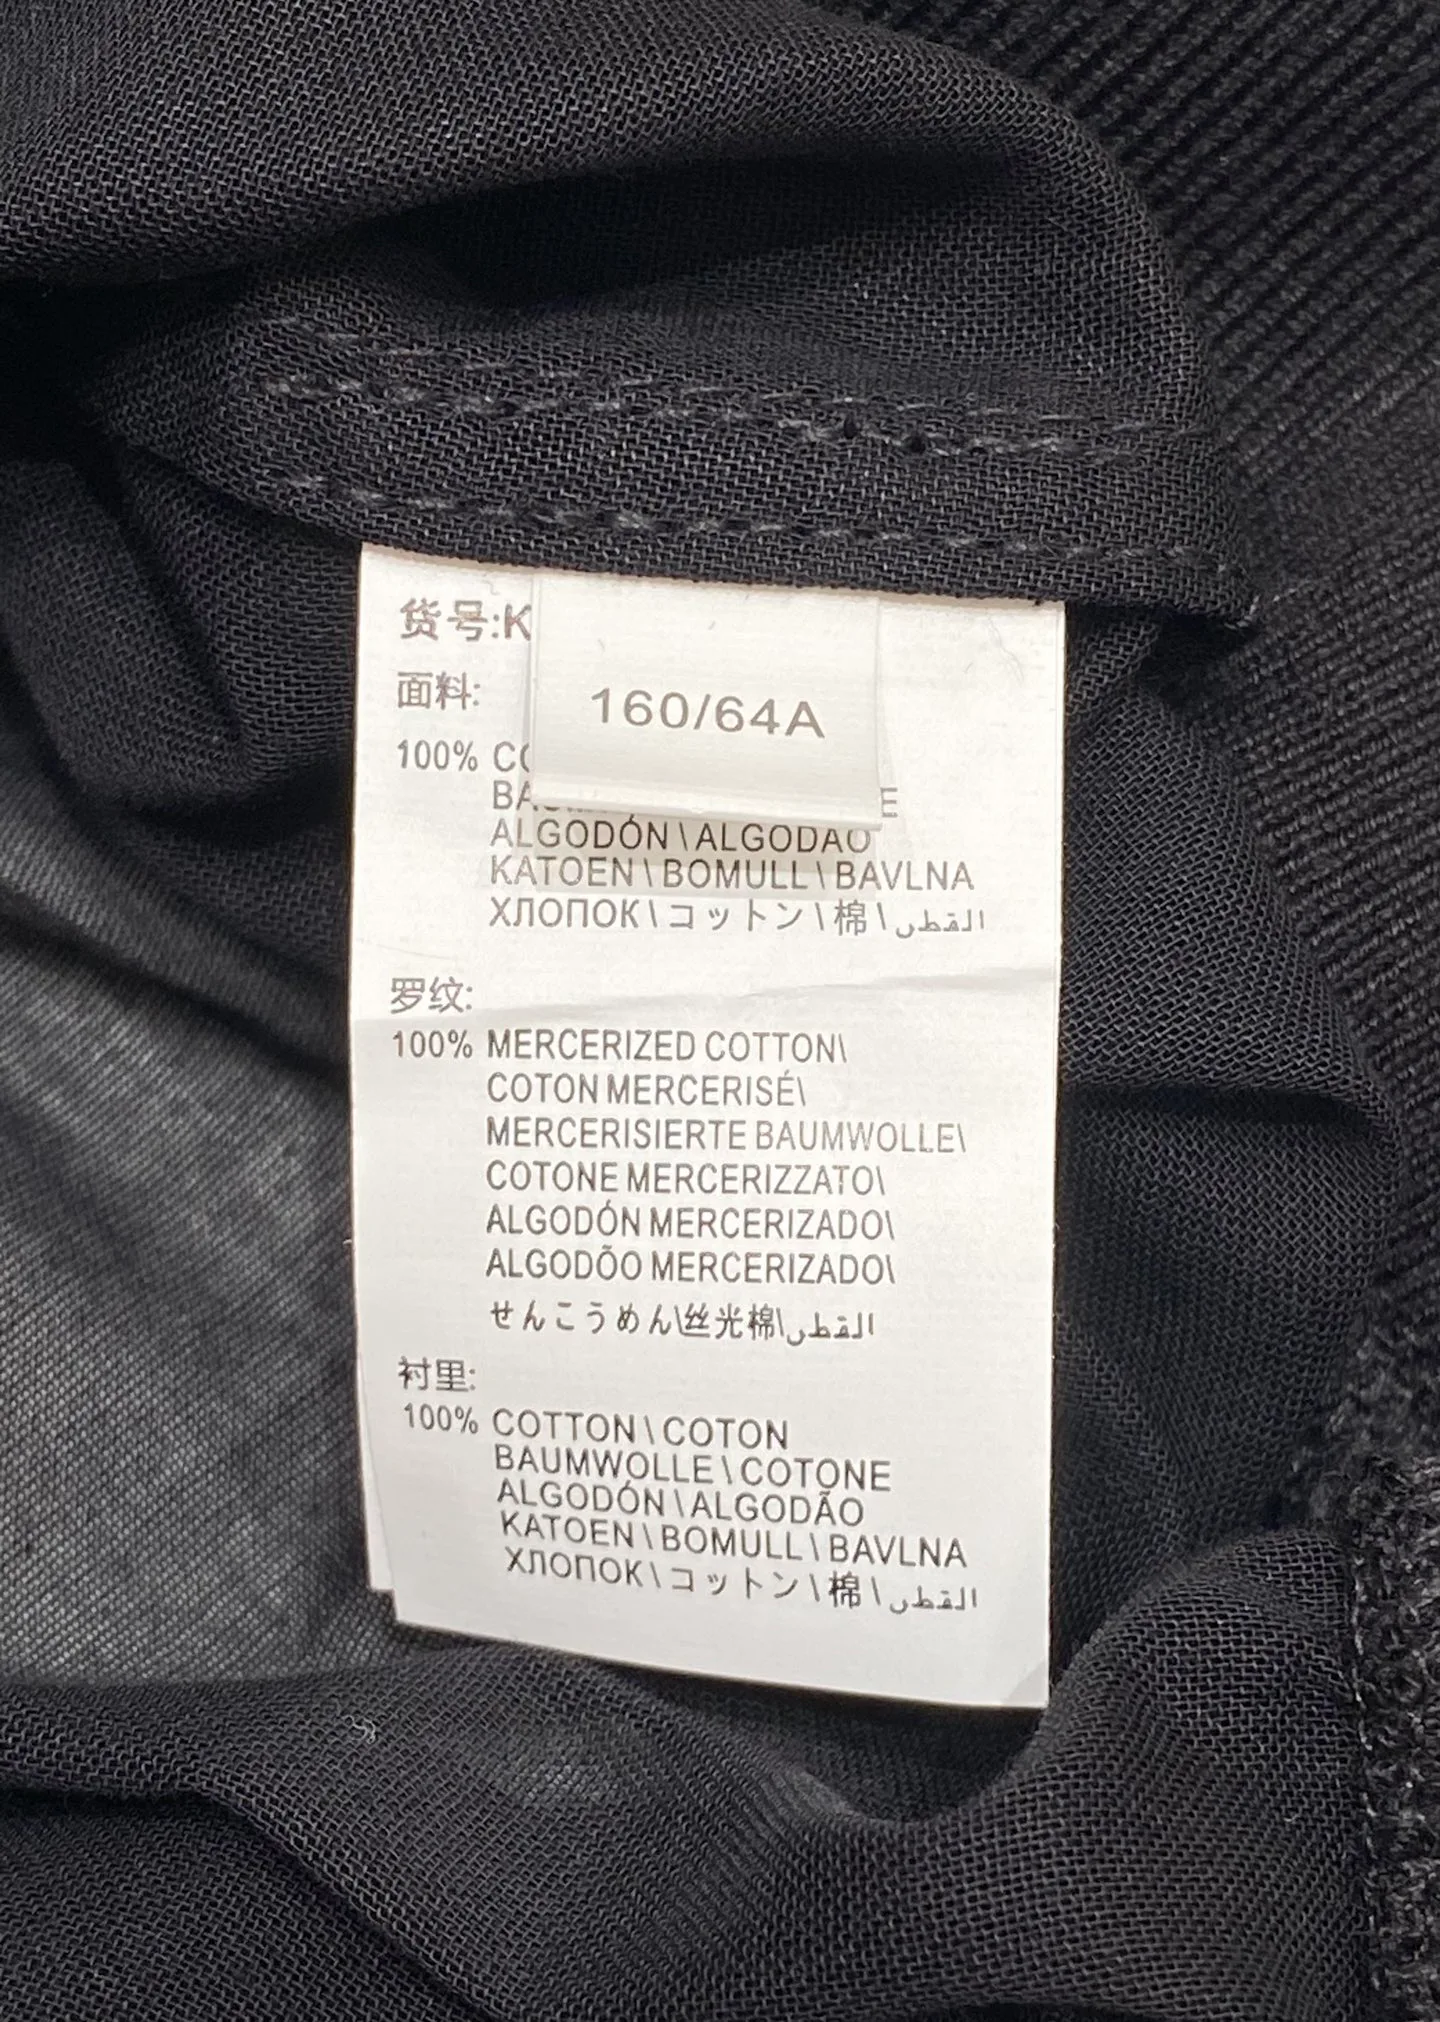 货号:K
160/64A
面料:
100%
ALGODÓN\ALGODAO
KATOEN\BOMULL\BAVLNA
ХЛОПОК\コットン\棉\القطن
罗纹:
100% MERCERIZED COTTON\
COTON MERCERISÉ\
MERCERISIERTE BAUMWOLLE\
COTONE MERCERIZZATO\
ALGODÓN MERCERIZADO\
ALGODÕO MERCERIZADO\
せんこうめん\丝光棉\القطن
衬里:
100% COTTON\COTON
BAUMWOLLE\COTONE
ALGODÓN\ALGODÃO
KATOEN\BOMULL\BAVLNA
ХЛОПОК\コットン\棉\القطن